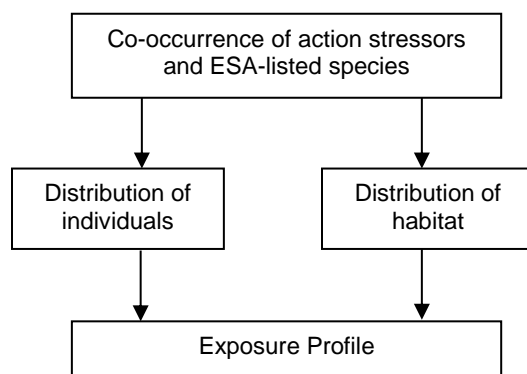 Co-occurrence of action stressors
and ESA-listed species
Distribution of
individuals
Distribution of
habitat
Exposure Profile